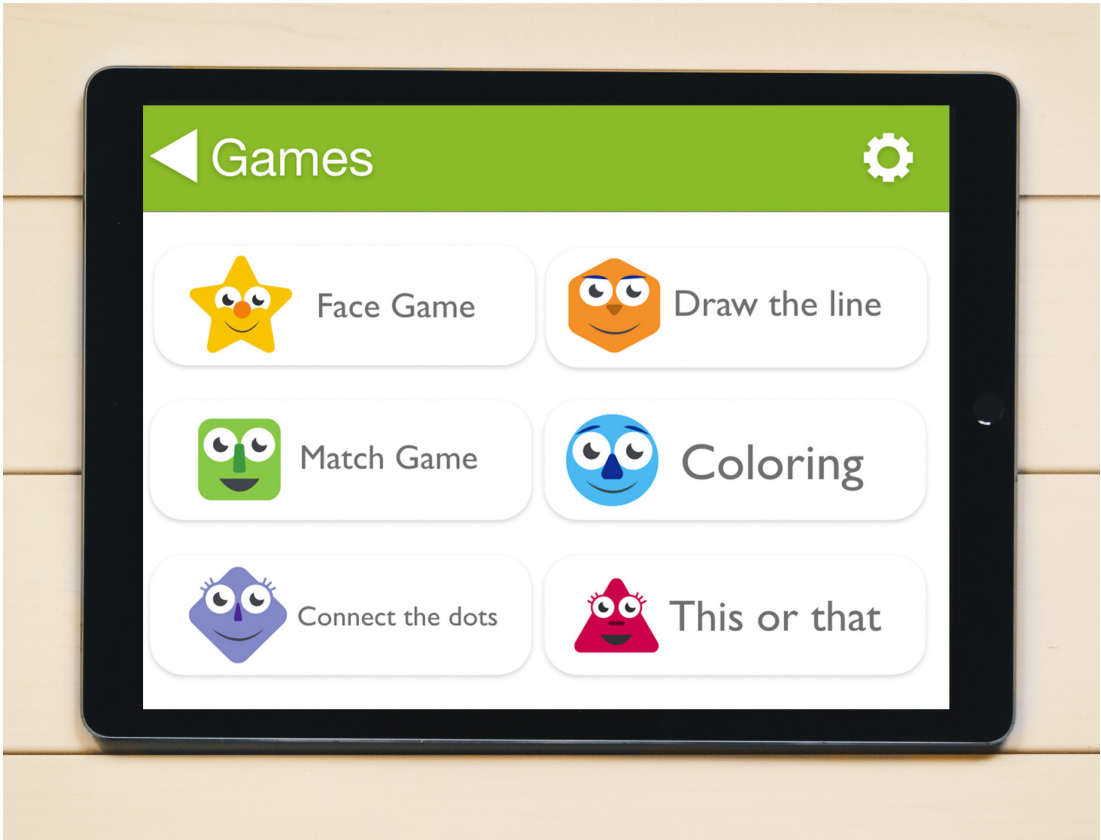 Games
Face Game
Draw the line
Match Game
Coloring
Connect the dots
This or that